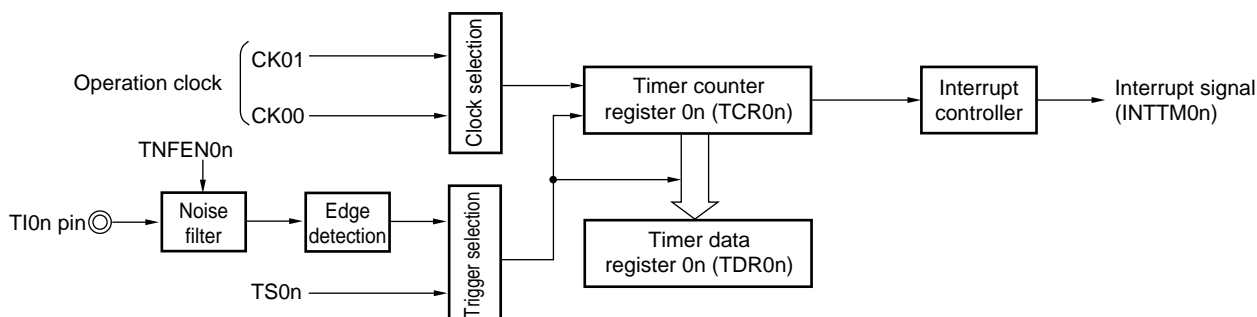 Operation clock
CK01
CK00
Clock selection
Timer counter
register 0n (TCR0n)
Interrupt
controller
Interrupt signal
(INTTM0n)
TNFEN0n
TI0n pin
Noise
filter
Edge
detection
TS0n
Trigger selection
Timer data
register 0n (TDR0n)